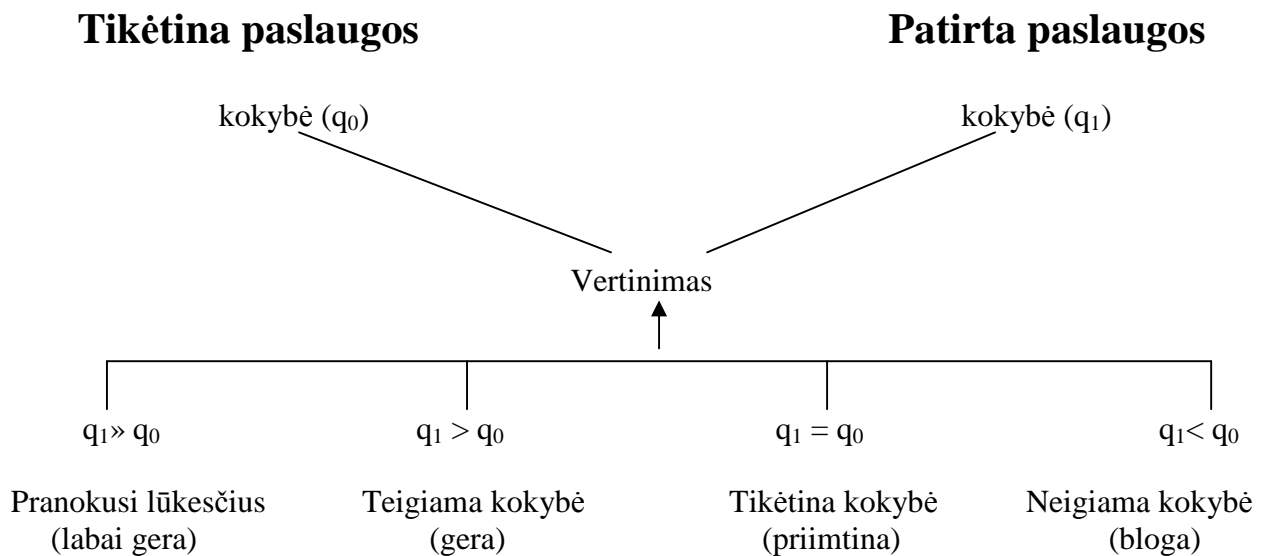 Tikėtina paslaugos
Patirta paslaugos
kokybė (q₀)
kokybė (q₁)
Vertinimas
q₁» q₀
q₁ > q₀
q₁ = q₀
q₁< q₀
Pranokusi lūkesčius
(labai gera)
Teigiama kokybė
(gera)
Tikėtina kokybė
(priimtina)
Neigiama kokybė
(bloga)